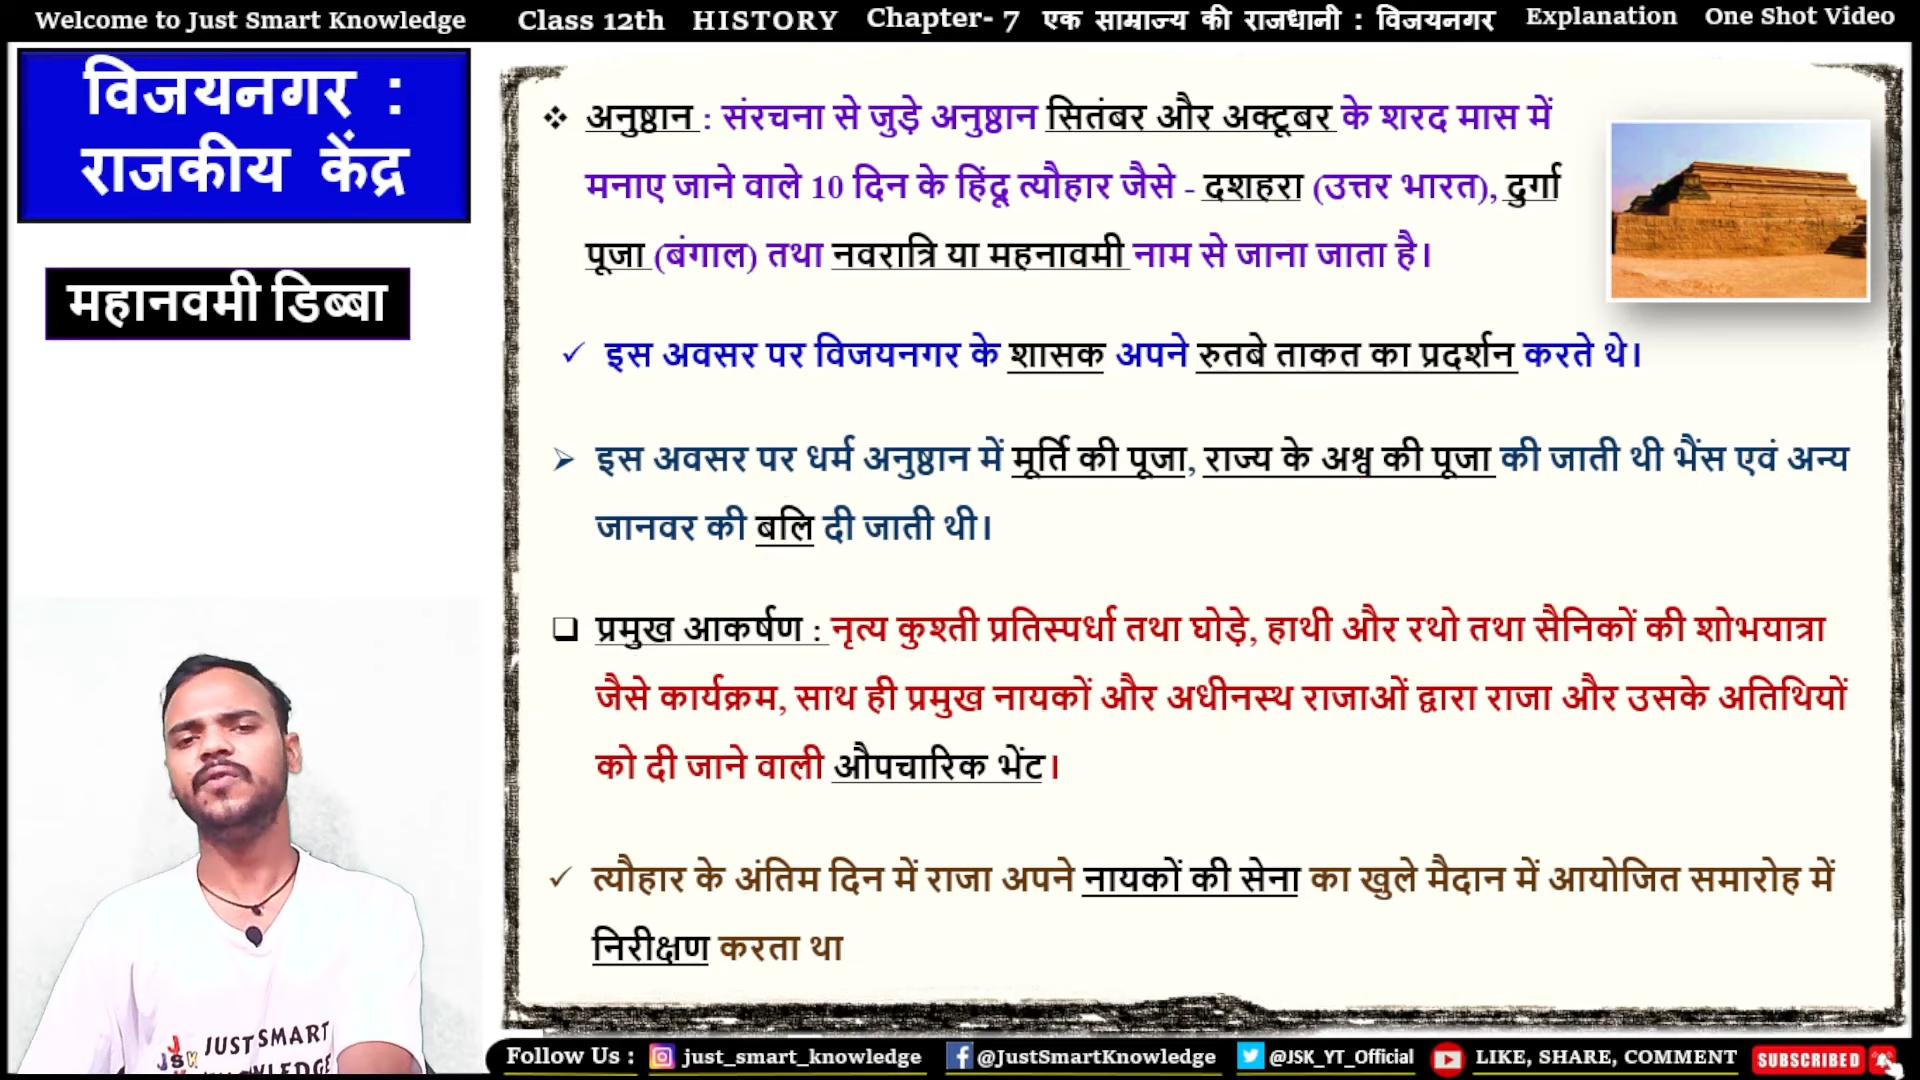 Welcome to Just Smart Knowledge Class 12th HISTORY Chapter- 7 एक साम्राज्य की राजधानी : विजयनगर Explanation One Shot Video
विजयनगर :
राजकीय केंद्र
महानवमी डिब्बा
❖ अनुष्ठान : संरचना से जुड़े अनुष्ठान सितंबर और अक्टूबर के शरद मास में
मनाए जाने वाले 10 दिन के हिंदू त्यौहार जैसे - दशहरा (उत्तर भारत), दुर्गा
पूजा (बंगाल) तथा नवरात्रि या महनावमी नाम से जाना जाता है।
✓ इस अवसर पर विजयनगर के शासक अपने रुतबे ताकत का प्रदर्शन करते थे।
➢ इस अवसर पर धर्म अनुष्ठान में मूर्ति की पूजा, राज्य के अश्व की पूजा की जाती थी भैंस एवं अन्य
जानवर की बलि दी जाती थी।
❑ प्रमुख आकर्षण : नृत्य कुश्ती प्रतिस्पर्धा तथा घोड़े, हाथी और रथो तथा सैनिकों की शोभयात्रा
जैसे कार्यक्रम, साथ ही प्रमुख नायकों और अधीनस्थ राजाओं द्वारा राजा और उसके अतिथियों
को दी जाने वाली औपचारिक भेंट।
✓ त्यौहार के अंतिम दिन में राजा अपने नायकों की सेना का खुले मैदान में आयोजित समारोह में
निरीक्षण करता था
JUST SMART
Follow Us : just_smart_knowledge @JustSmartKnowledge @JSK_YT_Official LIKE, SHARE, COMMENT SUBSCRIBED